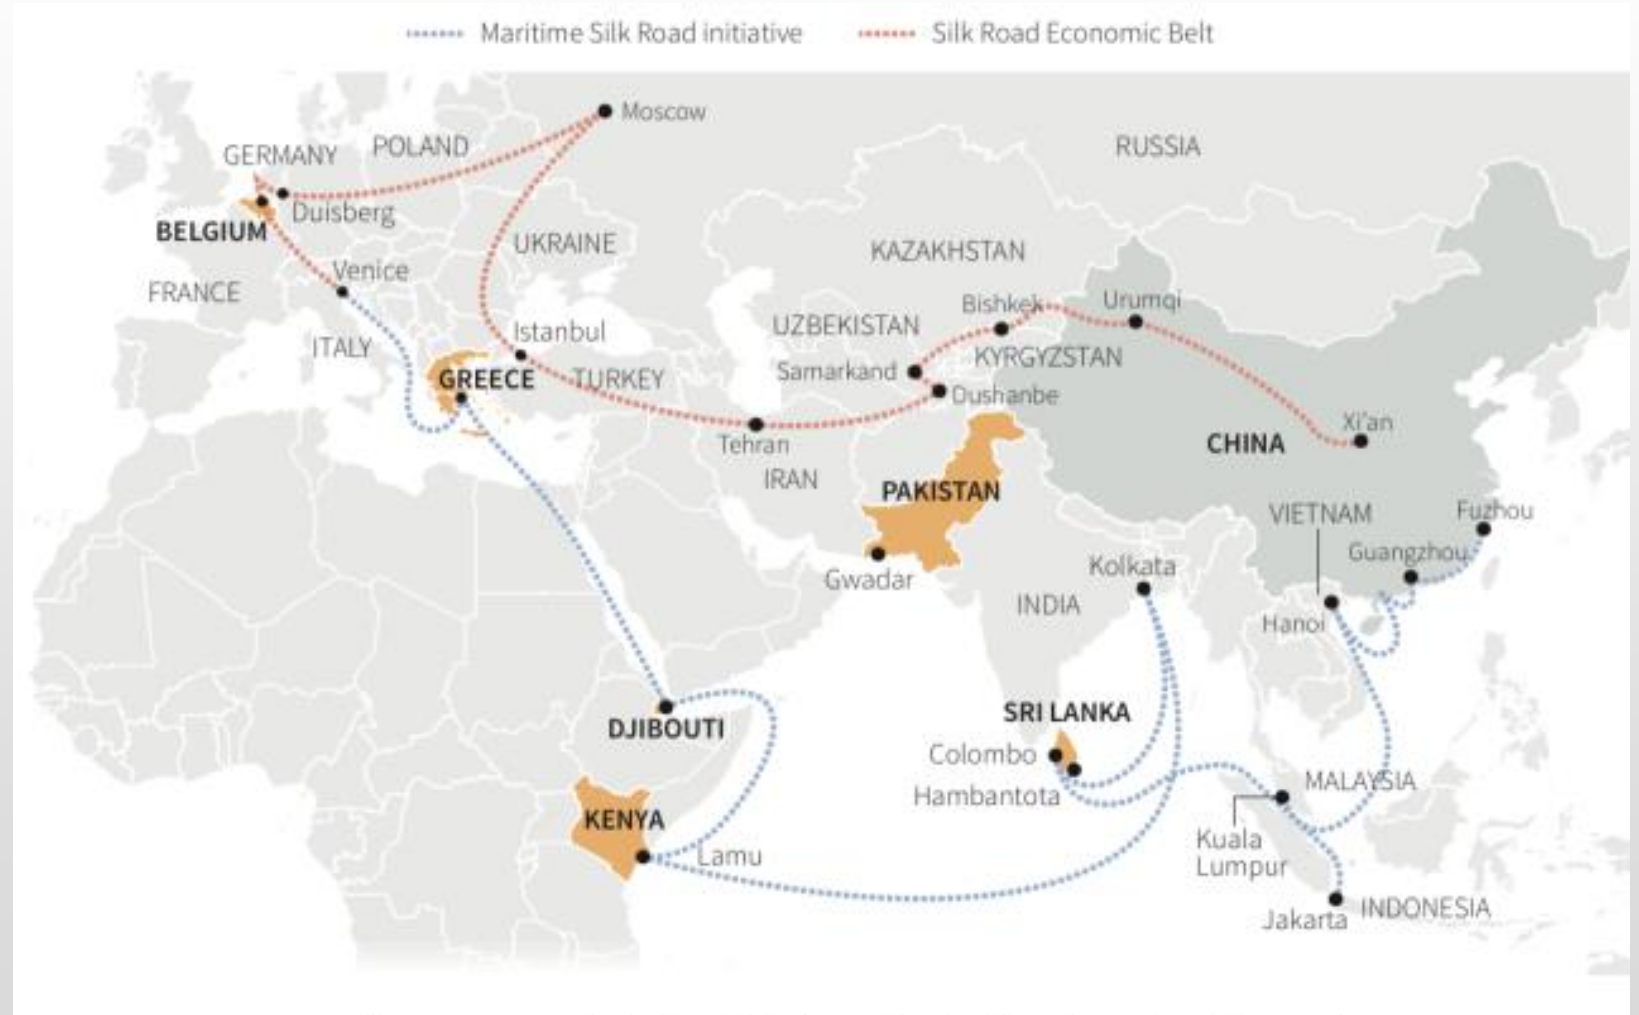 Maritime Silk Road initiative
Silk Road Economic Belt
Moscow
GERMANY
POLAND
RUSSIA
Duisberg
BELGIUM
UKRAINE
KAZAKHSTAN
Venice
FRANCE
Bishkek
Urumqi
Istanbul
UZBEKISTAN
ITALY
KYRGYZSTAN
GREECE
TURKEY
Samarkand
Dushanbe
Xi'an
Tehran
CHINA
IRAN
PAKISTAN
VIETNAM
Fuzhou
Guangzhou
Kolkata
Gwadar
INDIA
Hanoi
SRI LANKA
DJIBOUTI
Colombo
MALAYSIA
Hambantota
KENYA
Kuala
Lumpur
Lamu
INDONESIA
Jakarta